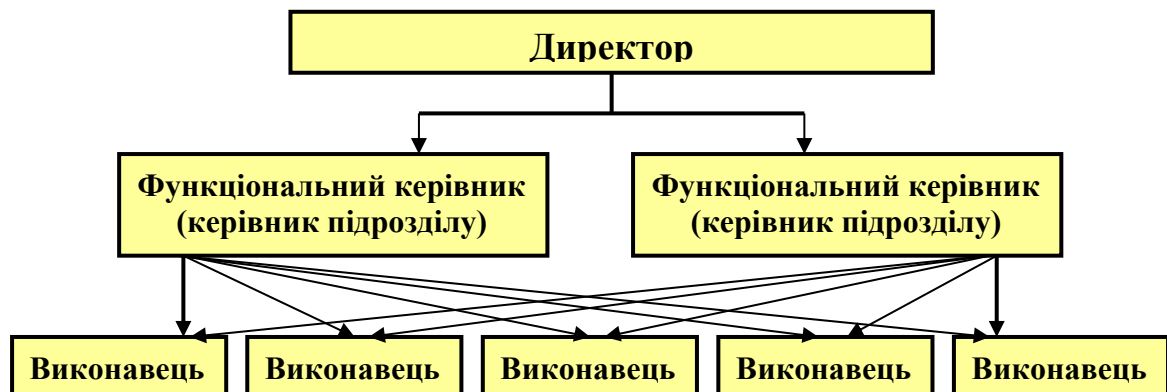 Директор
Функціональний керівник
(керівник підрозділу)
Функціональний керівник
(керівник підрозділу)
Виконавець
Виконавець
Виконавець
Виконавець
Виконавець